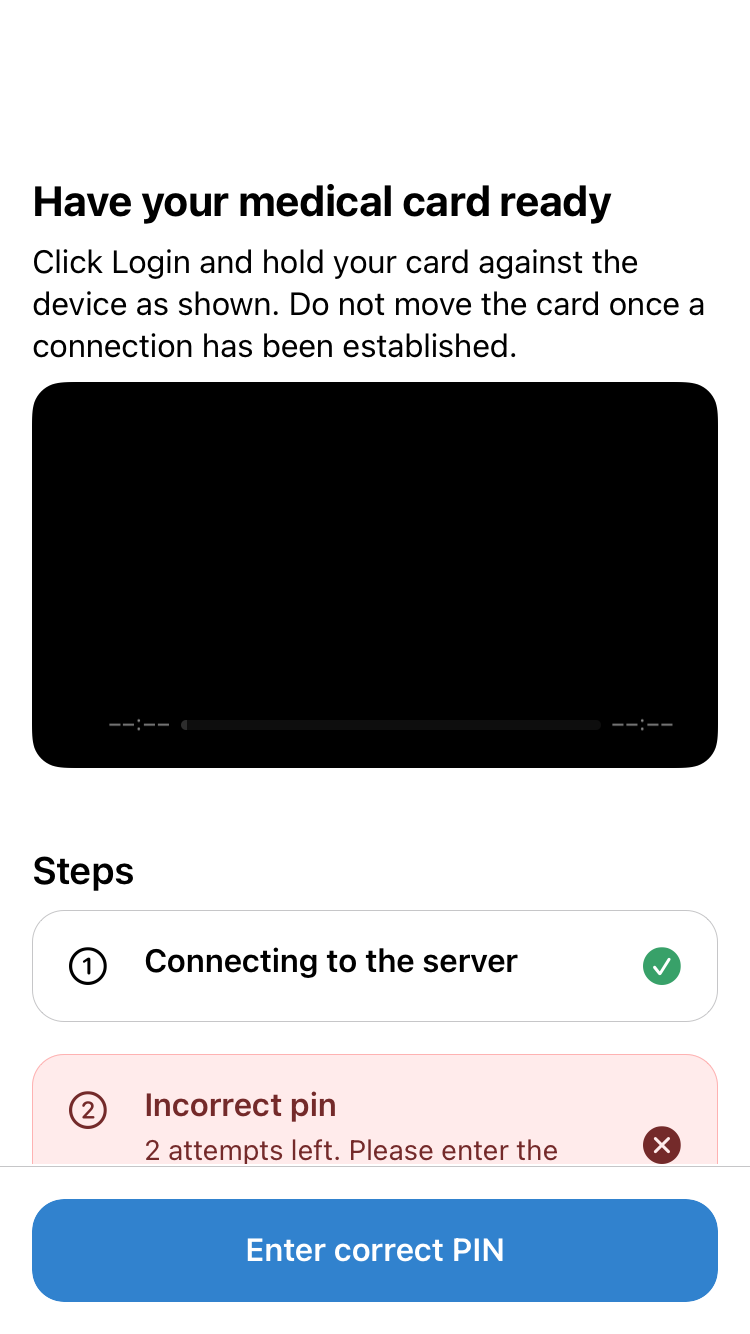 Have your medical card ready
Click Login and hold your card against the
device as shown. Do not move the card once a
connection has been established.
--:-- --:--
Steps
1 Connecting to the server
2 Incorrect pin
2 attempts left. Please enter the
Enter correct PIN